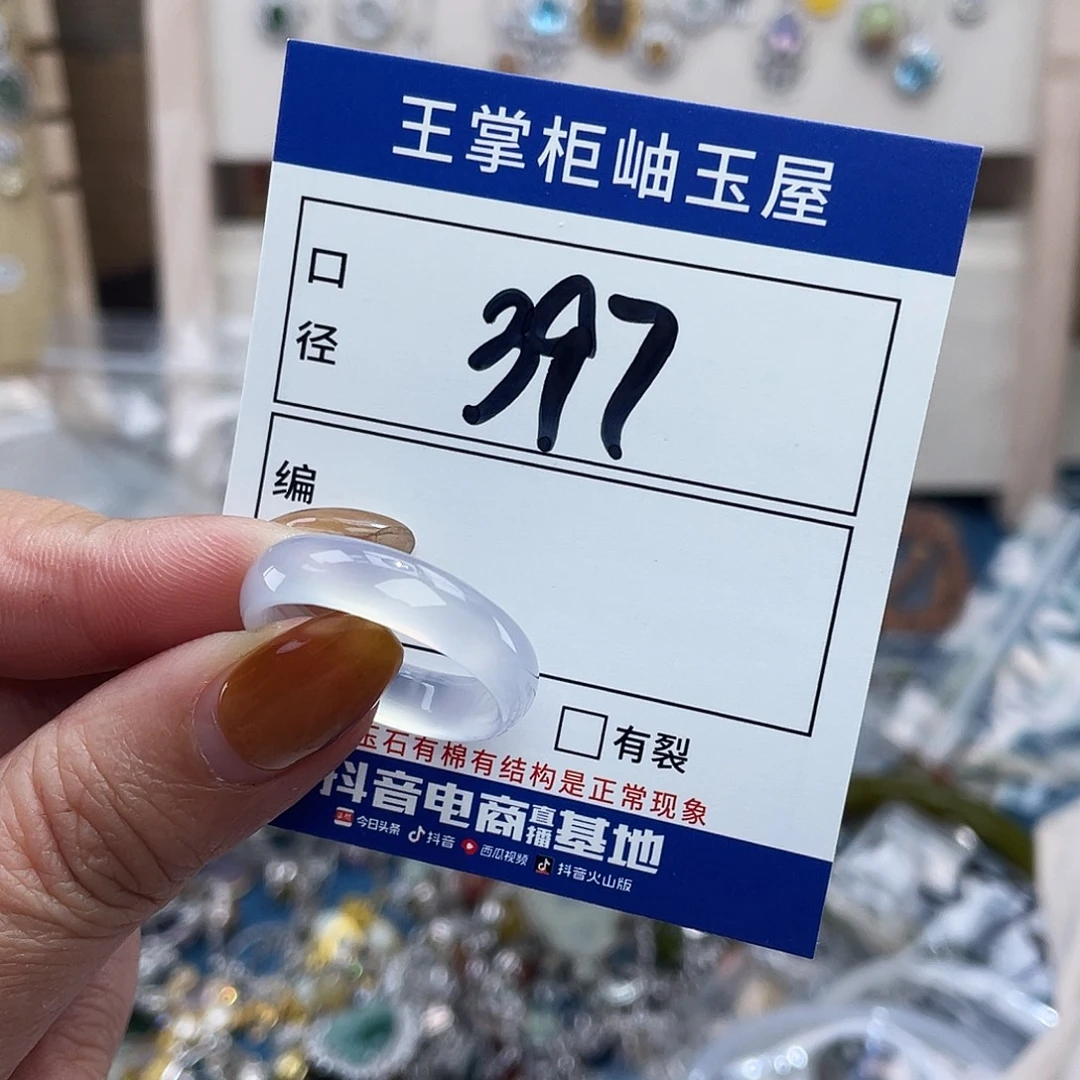 王掌柜岫玉屋
口径
397
编
有裂
玉石有棉有结构是正常现象
抖音电商直播基地
今日头条 抖音 西瓜视频 抖音火山版